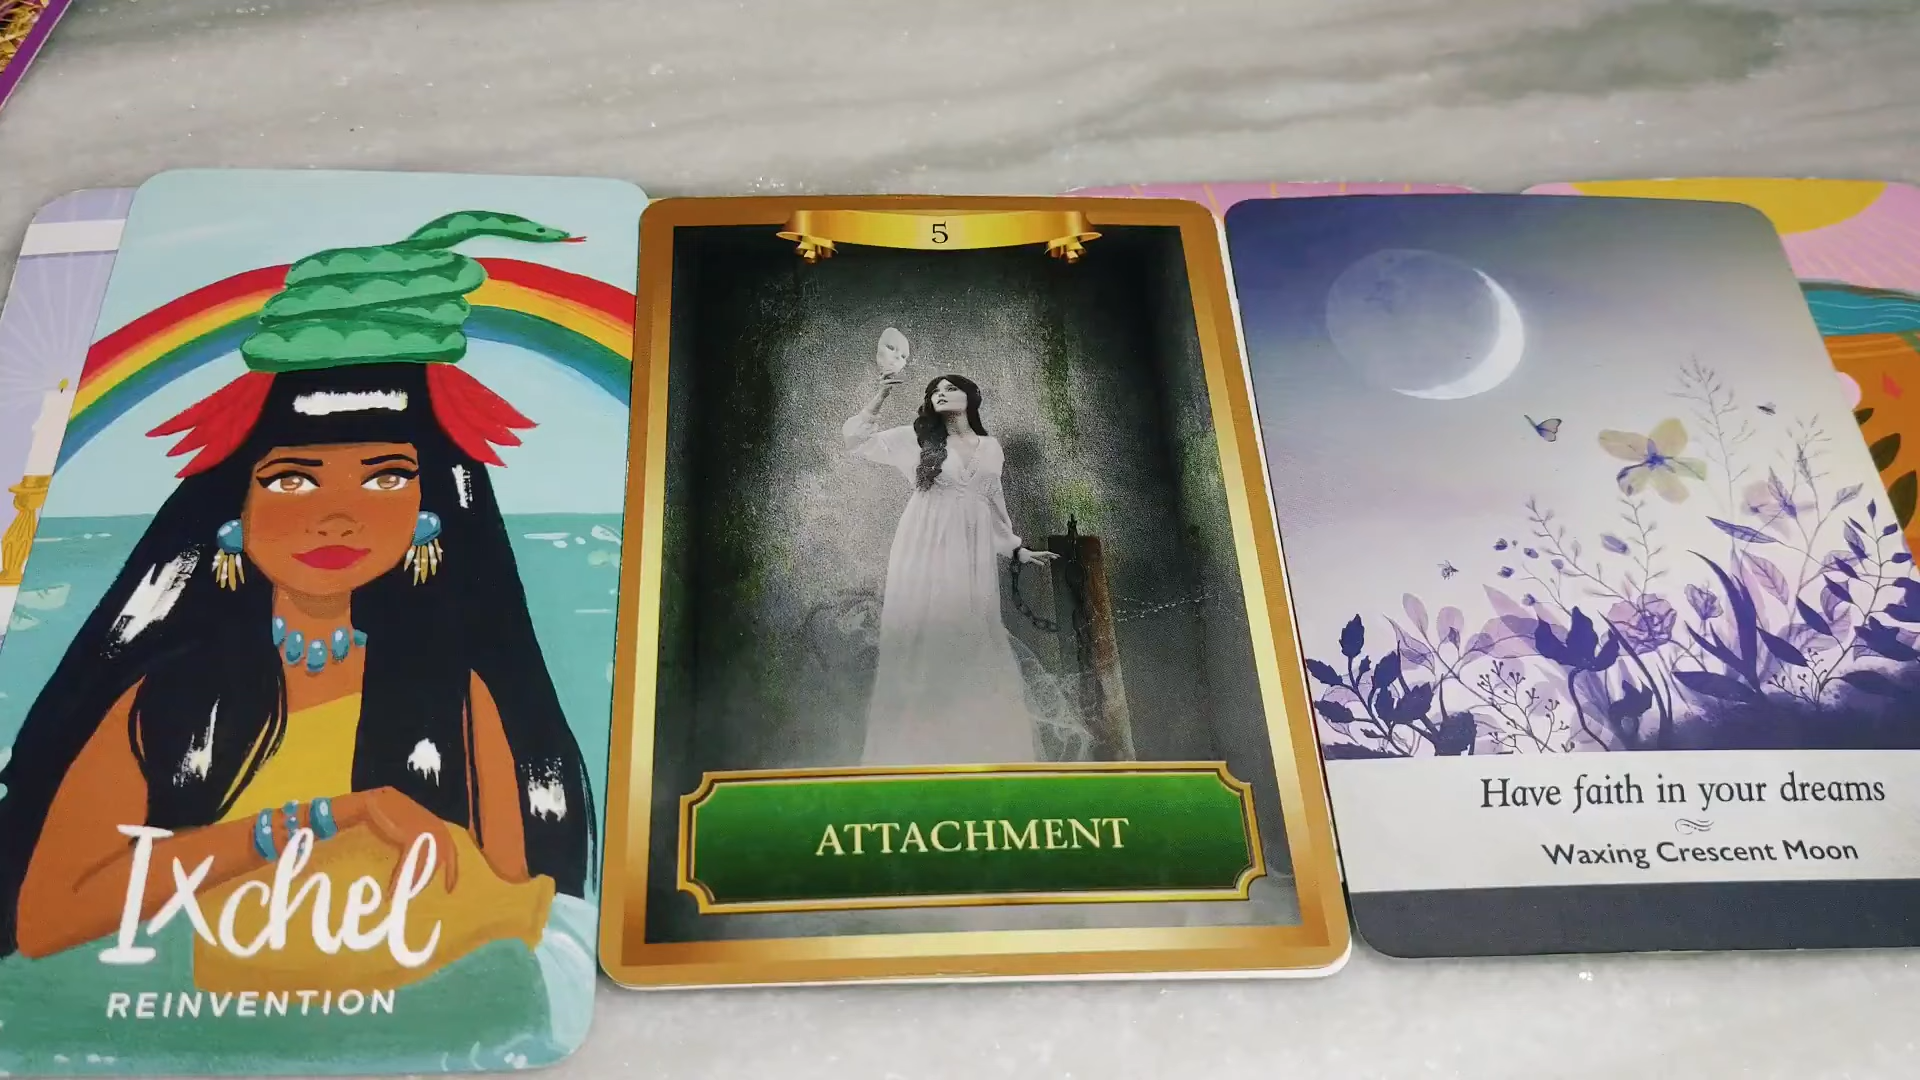 Ixchel
REINVENTION
5
ATTACHMENT
Have faith in your dreams
Waxing Crescent Moon